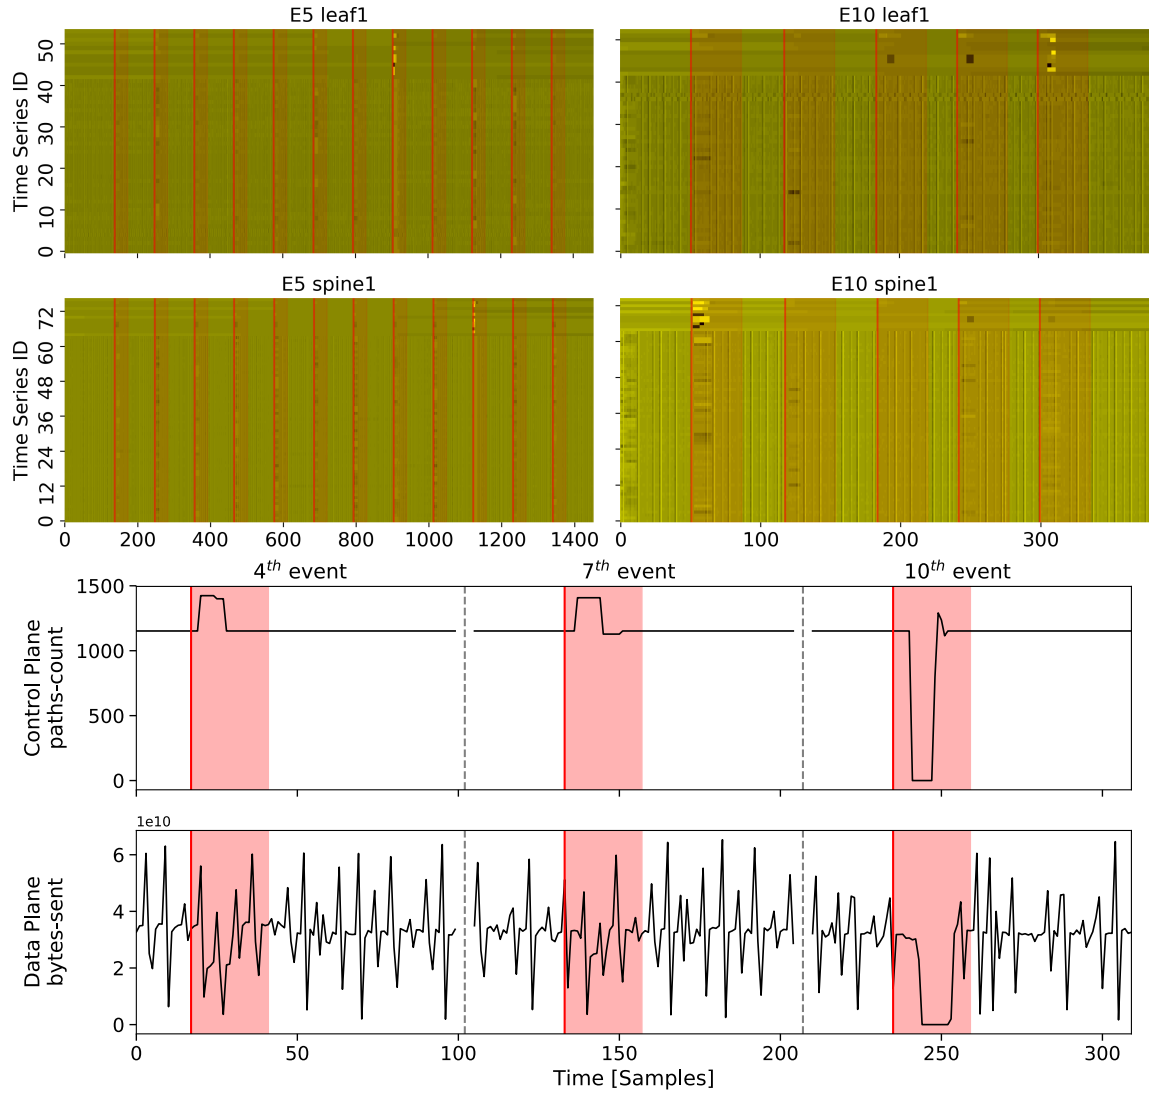 E5 leaf1
E10 leaf1
Time Series ID
50
40
30
20
10
0
E5 spine1
E10 spine1
Time Series ID
72
60
48
36
24
12
0
0 200 400 600 800 1000 1200 1400
0 100 200 300
4th event 7th event 10th event
Control Plane
paths-count
1500
1000
500
0
1e10
Data Plane
bytes-sent
6
4
2
0
0 50 100 150 200 250 300
Time [Samples]